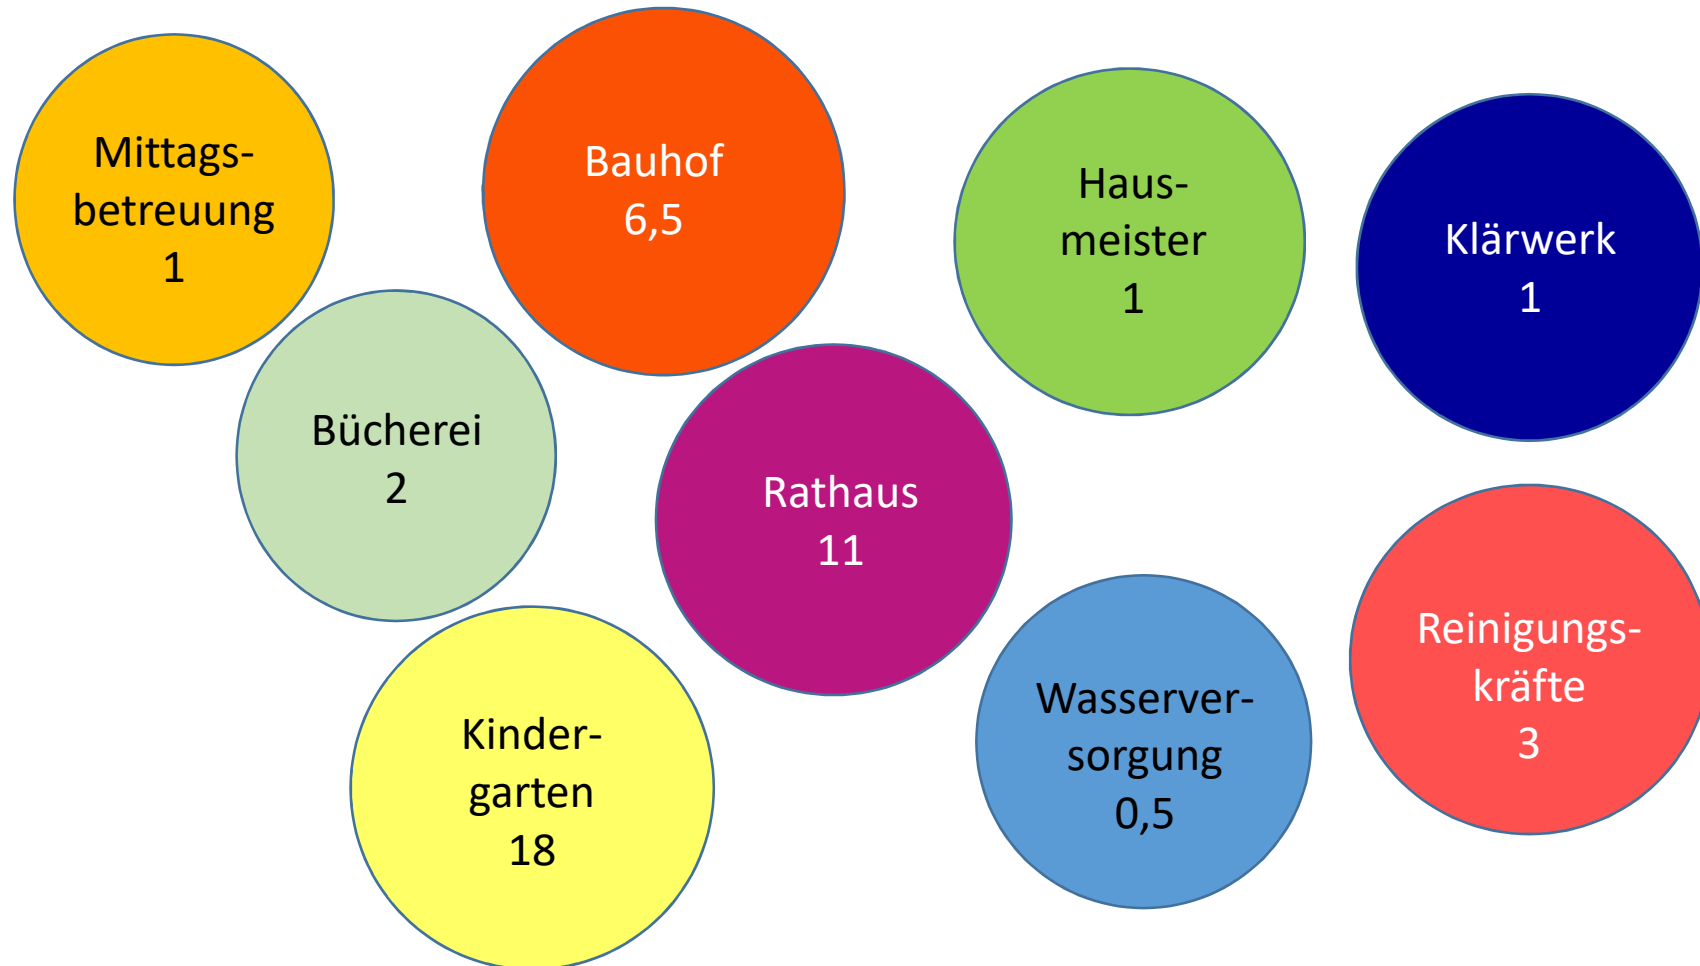 Mittags-
betreuung
1
Bauhof
6,5
Haus-
meister
1
Klärwerk
1
Bücherei
2
Rathaus
11
Reinigungs-
kräfte
3
Kinder-
garten
18
Wasserver-
sorgung
0,5